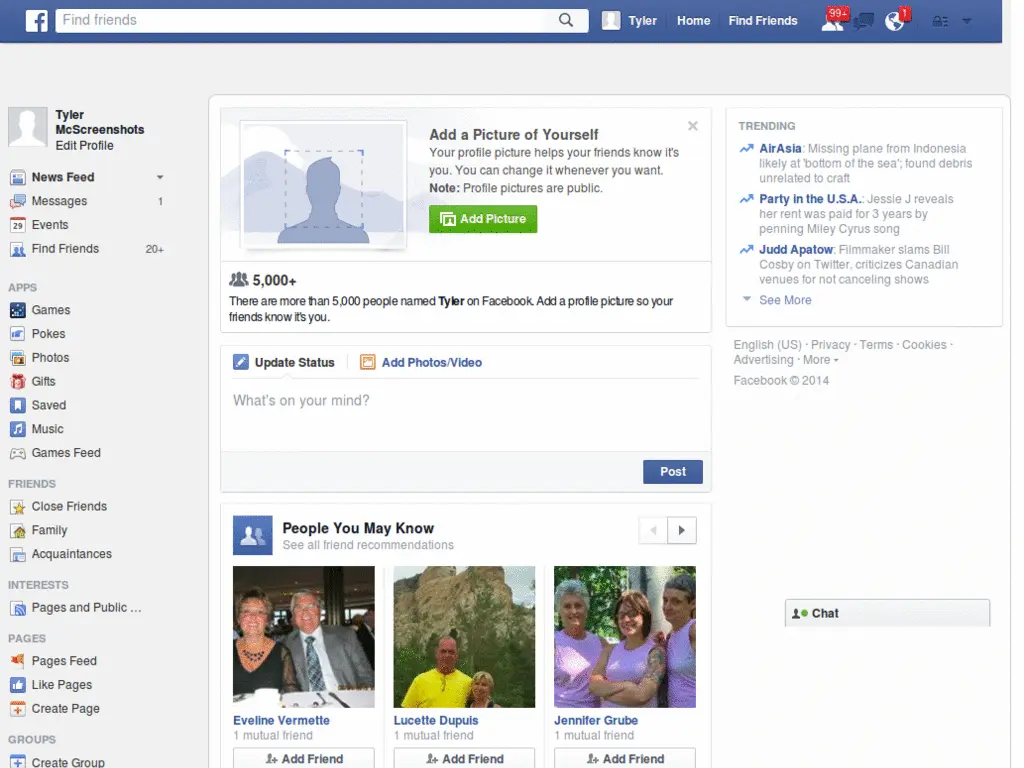 Find friends
Tyler
Home
Find Friends
99+
1
Tyler
McScreenshots
Edit Profile
News Feed
Messages 1
29 Events
Find Friends 20+
APPS
Games
Pokes
Photos
Gifts
Saved
Music
Games Feed
FRIENDS
Close Friends
Family
Acquaintances
INTERESTS
Pages and Public ...
PAGES
Pages Feed
Like Pages
Create Page
GROUPS
Create Group
Add a Picture of Yourself
Your profile picture helps your friends know it's
you. You can change it whenever you want.
Note: Profile pictures are public.
Add Picture
5,000+
There are more than 5,000 people named Tyler on Facebook. Add a profile picture so your
friends know it's you.
Update Status
Add Photos/Video
What's on your mind?
Post
People You May Know
See all friend recommendations
Eveline Vermette
1 mutual friend
Add Friend
Lucette Dupuis
1 mutual friend
Add Friend
Jennifer Grube
1 mutual friend
Add Friend
TRENDING
AirAsia: Missing plane from Indonesia
likely at 'bottom of the sea'; found debris
unrelated to craft
Party in the U.S.A.: Jessie J reveals
her rent was paid for 3 years by
penning Miley Cyrus song
Judd Apatow: Filmmaker slams Bill
Cosby on Twitter, criticizes Canadian
venues for not canceling shows
See More
English (US) · Privacy · Terms · Cookies ·
Advertising · More
Facebook © 2014
Chat